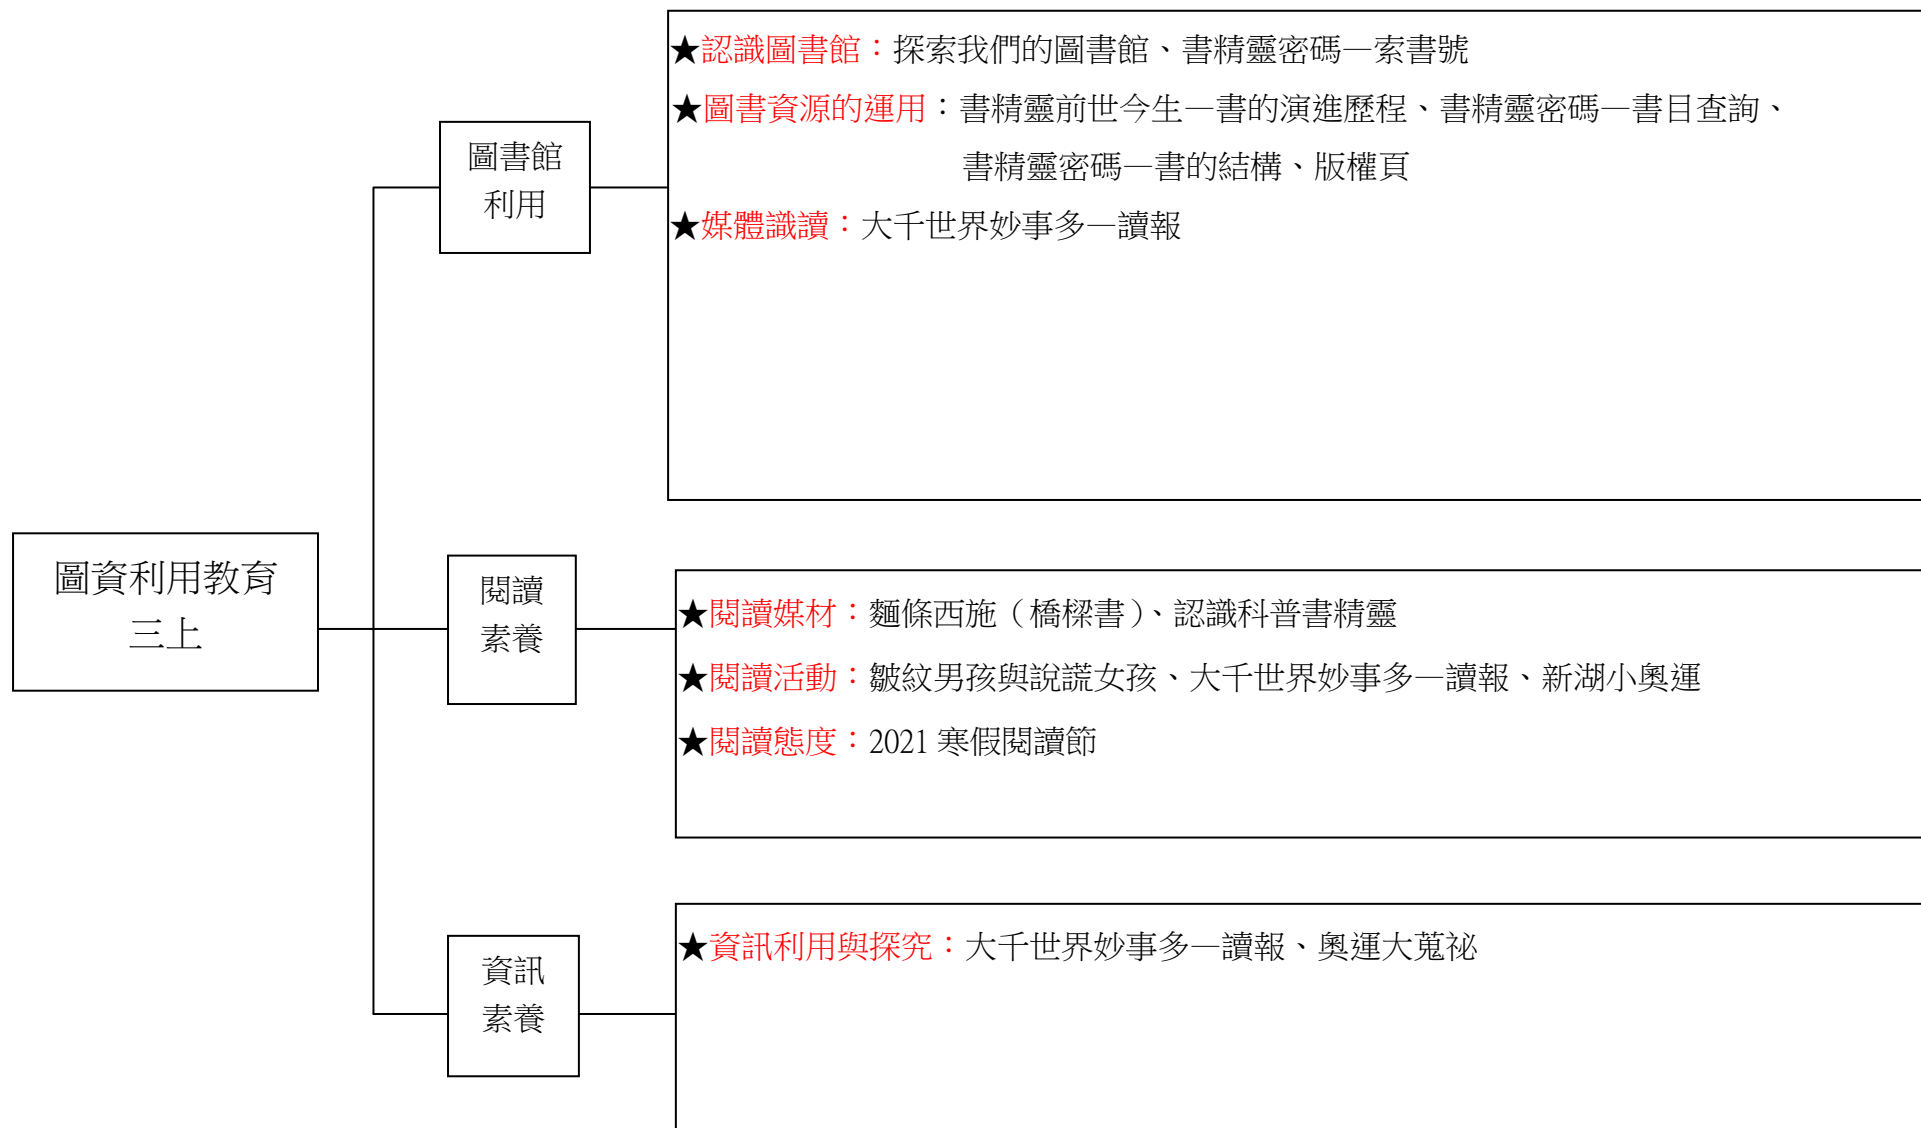 ★認識圖書館：探索我們的圖書館、書精靈密碼—索書號
★圖書資源的運用：書精靈前世今生—書的演進歷程、書精靈密碼—書目查詢、
書精靈密碼—書的結構、版權頁
★媒體識讀：大千世界妙事多—讀報
圖書館
利用
圖資利用教育
三上
閱讀
素養
★閱讀媒材：麵條西施（橋樑書）、認識科普書精靈
★閱讀活動：皺紋男孩與說謊女孩、大千世界妙事多—讀報、新湖小奧運
★閱讀態度：2021 寒假閱讀節
資訊
素養
★資訊利用與探究：大千世界妙事多—讀報、奧運大蒐祕